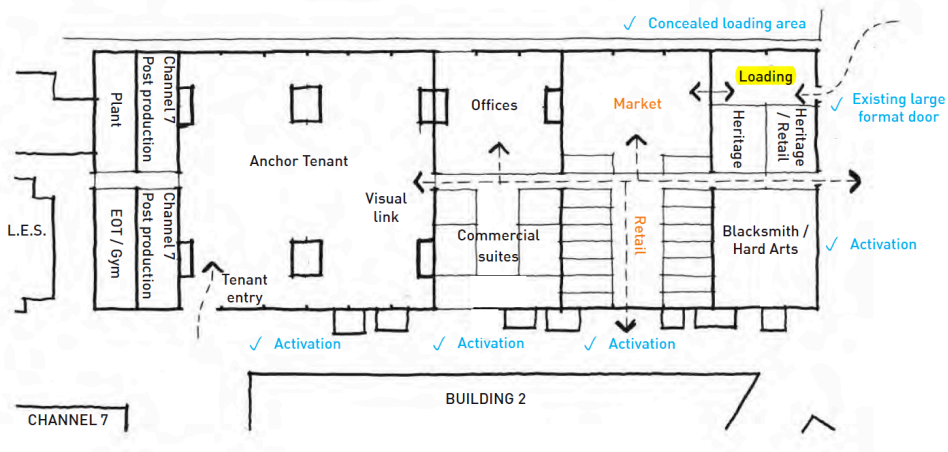 ✓ Concealed loading area
Loading
Plant
Channel 7
Post production
Offices
Market
✓ Existing large
format door
Heritage
Heritage
/ Retail
Anchor Tenant
Visual
link
L.E.S.
EOT / Gym
Channel 7
Post production
Commercial
suites
Retail
Blacksmith /
Hard Arts
✓ Activation
Tenant
entry
✓ Activation
✓ Activation
✓ Activation
BUILDING 2
CHANNEL 7